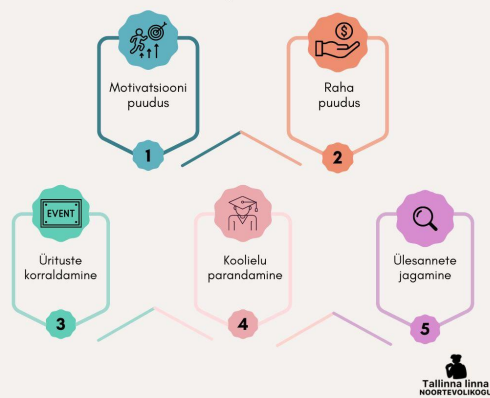 $
Motivatsiooni
puudus
1
Raha
puudus
2
EVENT
Ürituste
korraldamine
3
Koolielu
parandamine
4
Ülesannete
jagamine
5
Tallinna linna
NOORTEVOLIKOGU